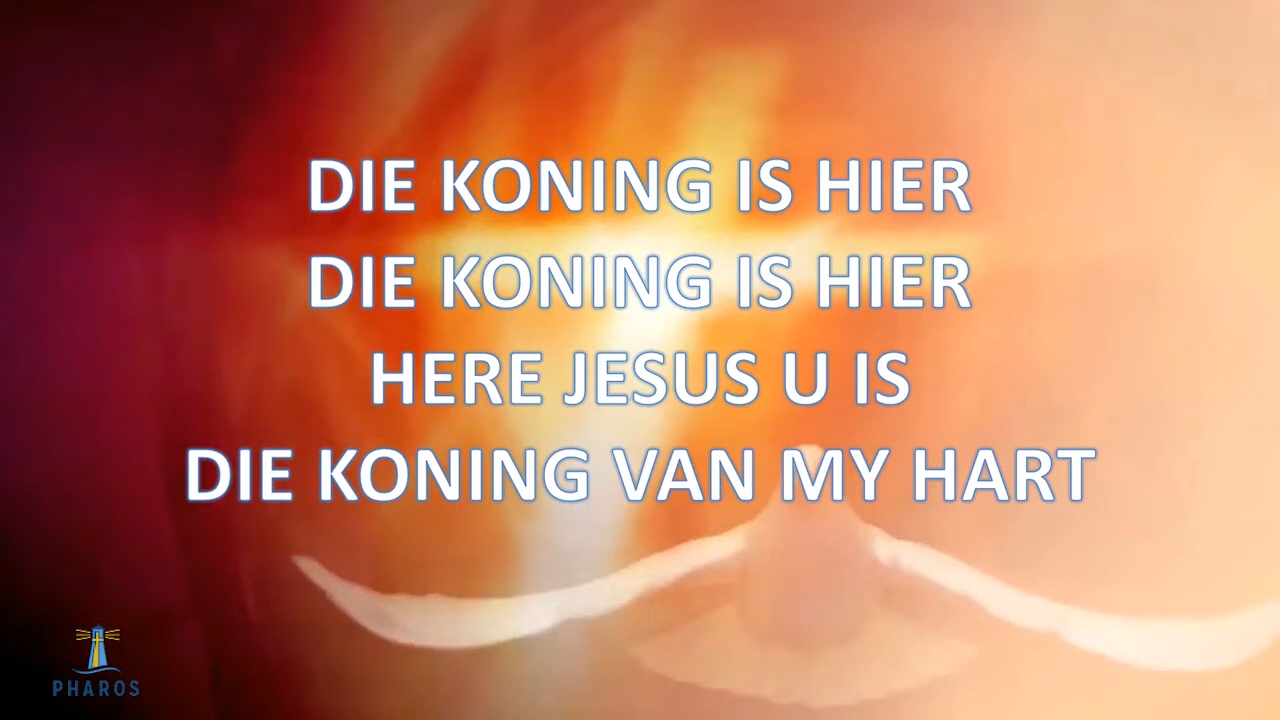 DIE KONING IS HIER
DIE KONING IS HIER
HERE JESUS U IS
DIE KONING VAN MY HART
PHAROS